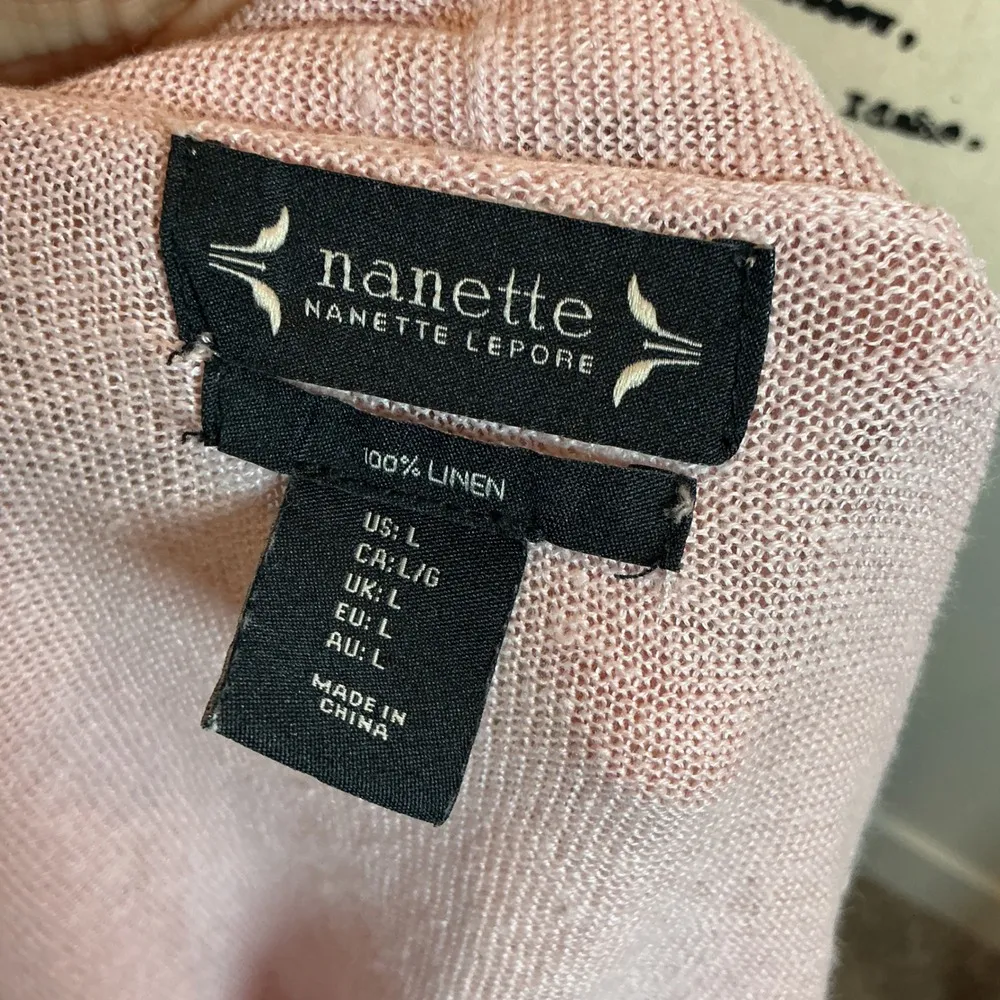 nanette
NANETTE LEPORE
100% LINEN
US: L
CA: L/G
UK: L
EU: L
AU: L
MADE IN
CHINA